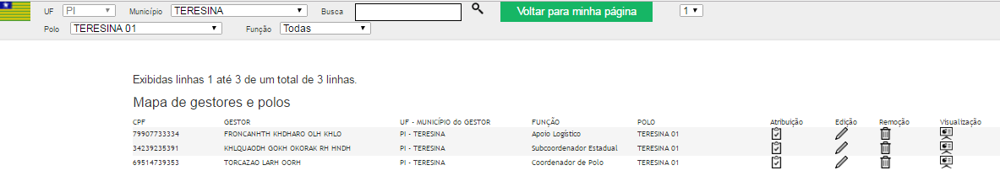 UF PI Município TERESINA Busca Voltar para minha página 1
Polo TERESINA 01 Função Todas
Exibidas linhas 1 até 3 de um total de 3 linhas.
Mapa de gestores e polos
CPF GESTOR UF - MUNICÍPIO do GESTOR FUNÇÃO POLO Atribuição Edição Remoção Visualização
79907733334 FRONCANHTH KHDHARO OLH KHLO PI - TERESINA Apoio Logístico TERESINA 01
34239235391 KHLQUAODH GOKH OKORAK RH HNDH PI - TERESINA Subcoordenador Estadual TERESINA 01
69514739353 TORCAZAO LARH OORH PI - TERESINA Coordenador de Polo TERESINA 01